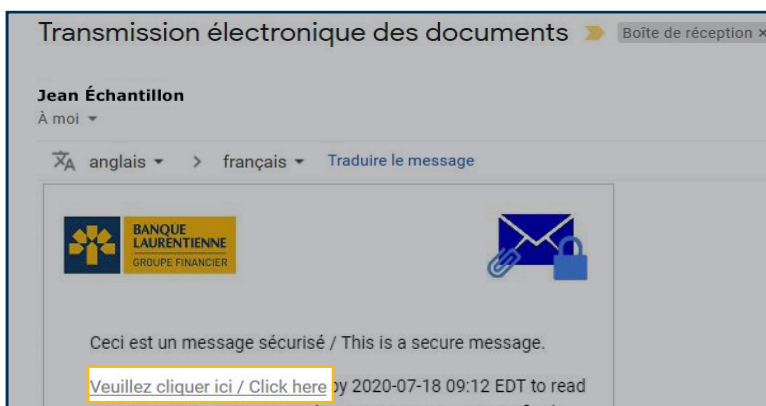 Transmission électronique des documents Boîte de réception ×
Jean Échantillon
À moi
anglais > français Traduire le message
BANQUE
LAURENTIENNE
GROUPE FINANCIER
Ceci est un message sécurisé / This is a secure message.
Veuillez cliquer ici / Click here by 2020-07-18 09:12 EDT to read